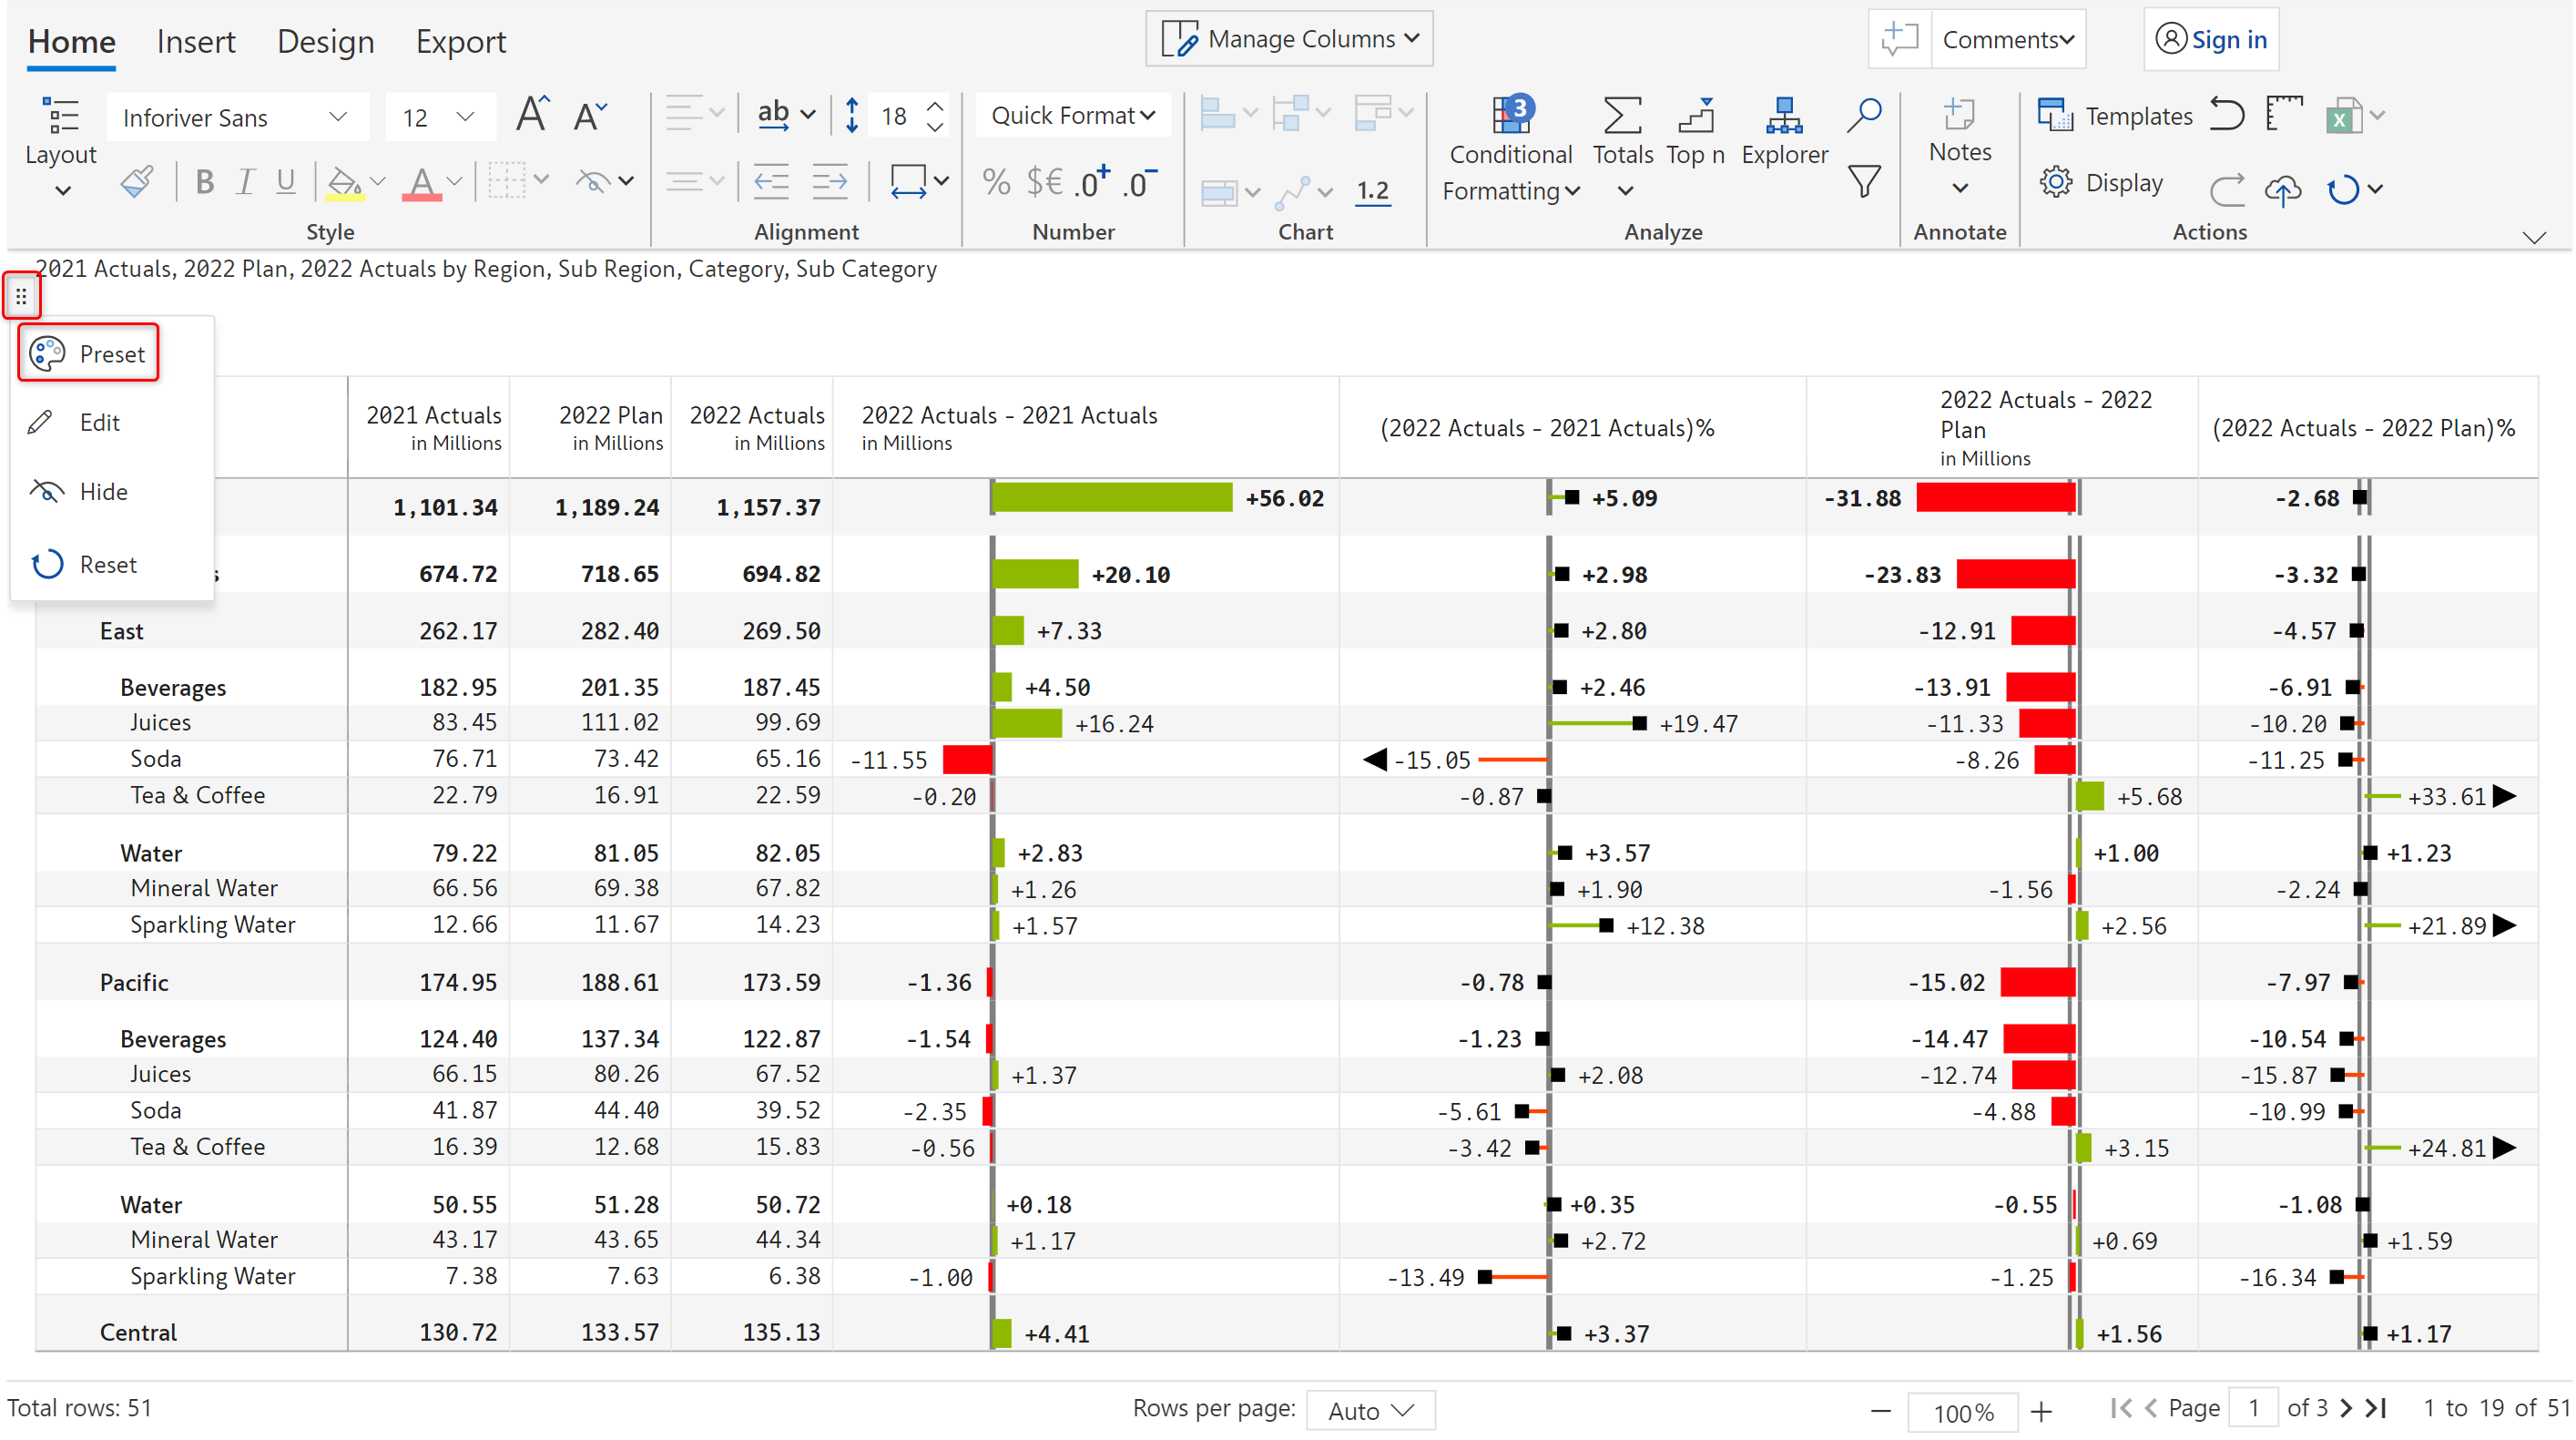 Home Insert Design Export Manage Columns Comments Sign in
Inforiver Sans 12 A A ab 18 Quick Format 3 Templates X
Layout Conditional Totals Top n Explorer Notes
B I U A % $€ .0+ .0- 1.2 Formatting Display
Style Alignment Number Chart Analyze Annotate Actions
2021 Actuals, 2022 Plan, 2022 Actuals by Region, Sub Region, Category, Sub Category
Preset
Edit
Hide
Reset
2021 Actuals in Millions
2022 Plan in Millions
2022 Actuals in Millions
2022 Actuals - 2021 Actuals in Millions
(2022 Actuals - 2021 Actuals)%
2022 Actuals - 2022
Plan
in Millions
(2022 Actuals - 2022 Plan)%
1,101.34 1,189.24 1,157.37 +56.02 +5.09 -31.88 -2.68
674.72 718.65 694.82 +20.10 +2.98 -23.83 -3.32
East 262.17 282.40 269.50 +7.33 +2.80 -12.91 -4.57
Beverages 182.95 201.35 187.45 +4.50 +2.46 -13.91 -6.91
Juices 83.45 111.02 99.69 +16.24 +19.47 -11.33 -10.20
Soda 76.71 73.42 65.16 -11.55 -15.05 -8.26 -11.25
Tea & Coffee 22.79 16.91 22.59 -0.20 -0.87 +5.68 +33.61
Water 79.22 81.05 82.05 +2.83 +3.57 +1.00 +1.23
Mineral Water 66.56 69.38 67.82 +1.26 +1.90 -1.56 -2.24
Sparkling Water 12.66 11.67 14.23 +1.57 +12.38 +2.56 +21.89
Pacific 174.95 188.61 173.59 -1.36 -0.78 -15.02 -7.97
Beverages 124.40 137.34 122.87 -1.54 -1.23 -14.47 -10.54
Juices 66.15 80.26 67.52 +1.37 +2.08 -12.74 -15.87
Soda 41.87 44.40 39.52 -2.35 -5.61 -4.88 -10.99
Tea & Coffee 16.39 12.68 15.83 -0.56 -3.42 +3.15 +24.81
Water 50.55 51.28 50.72 +0.18 +0.35 -0.55 -1.08
Mineral Water 43.17 43.65 44.34 +1.17 +2.72 +0.69 +1.59
Sparkling Water 7.38 7.63 6.38 -1.00 -13.49 -1.25 -16.34
Central 130.72 133.57 135.13 +4.41 +3.37 +1.56 +1.17
Total rows: 51 Rows per page: Auto 100% Page 1 of 3 1 to 19 of 51